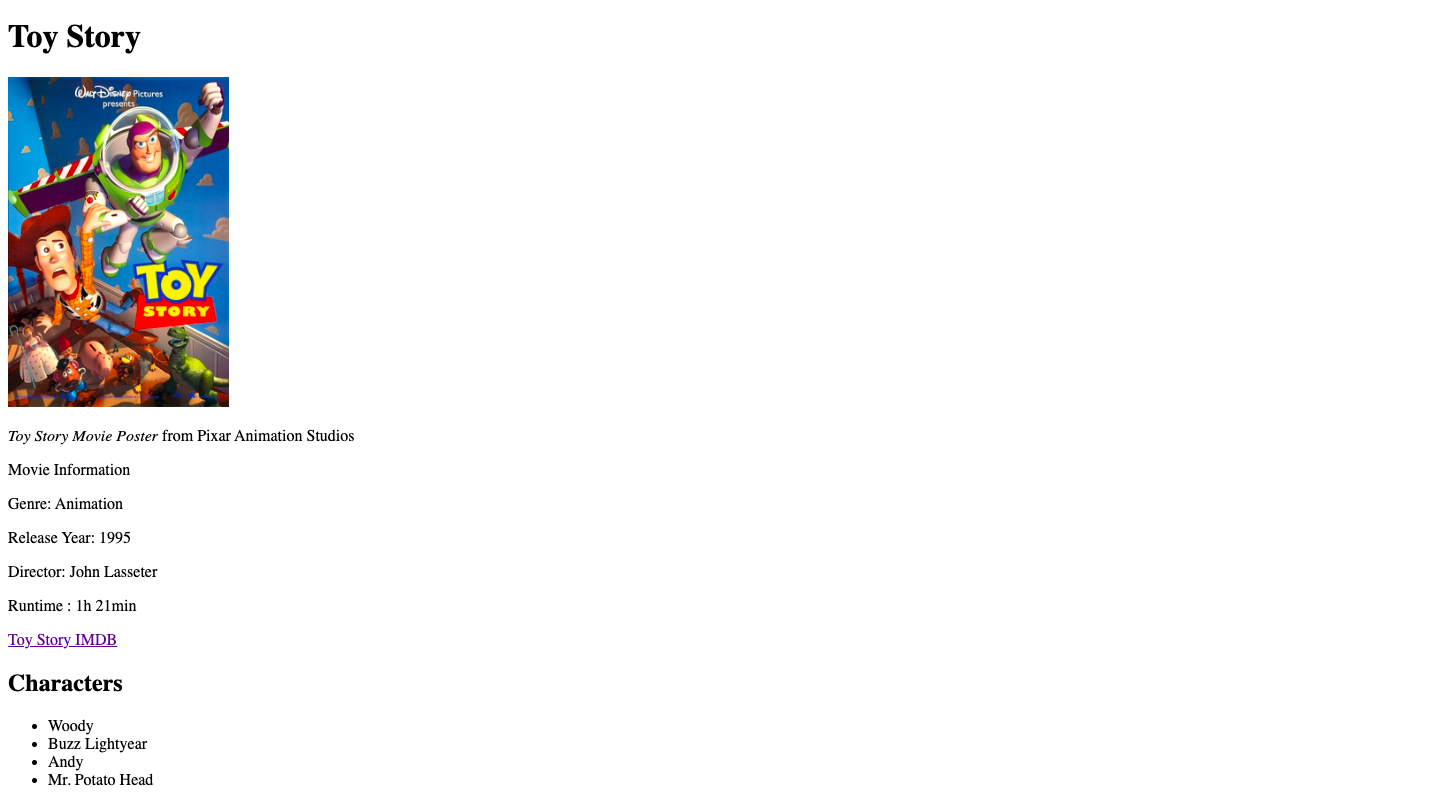 Toy Story
Walt Disney Pictures
presents
TOY
STORY
Toy Story Movie Poster from Pixar Animation Studios
Movie Information
Genre: Animation
Release Year: 1995
Director: John Lasseter
Runtime : 1h 21min
Toy Story IMDB
Characters
Woody
Buzz Lightyear
Andy
Mr. Potato Head